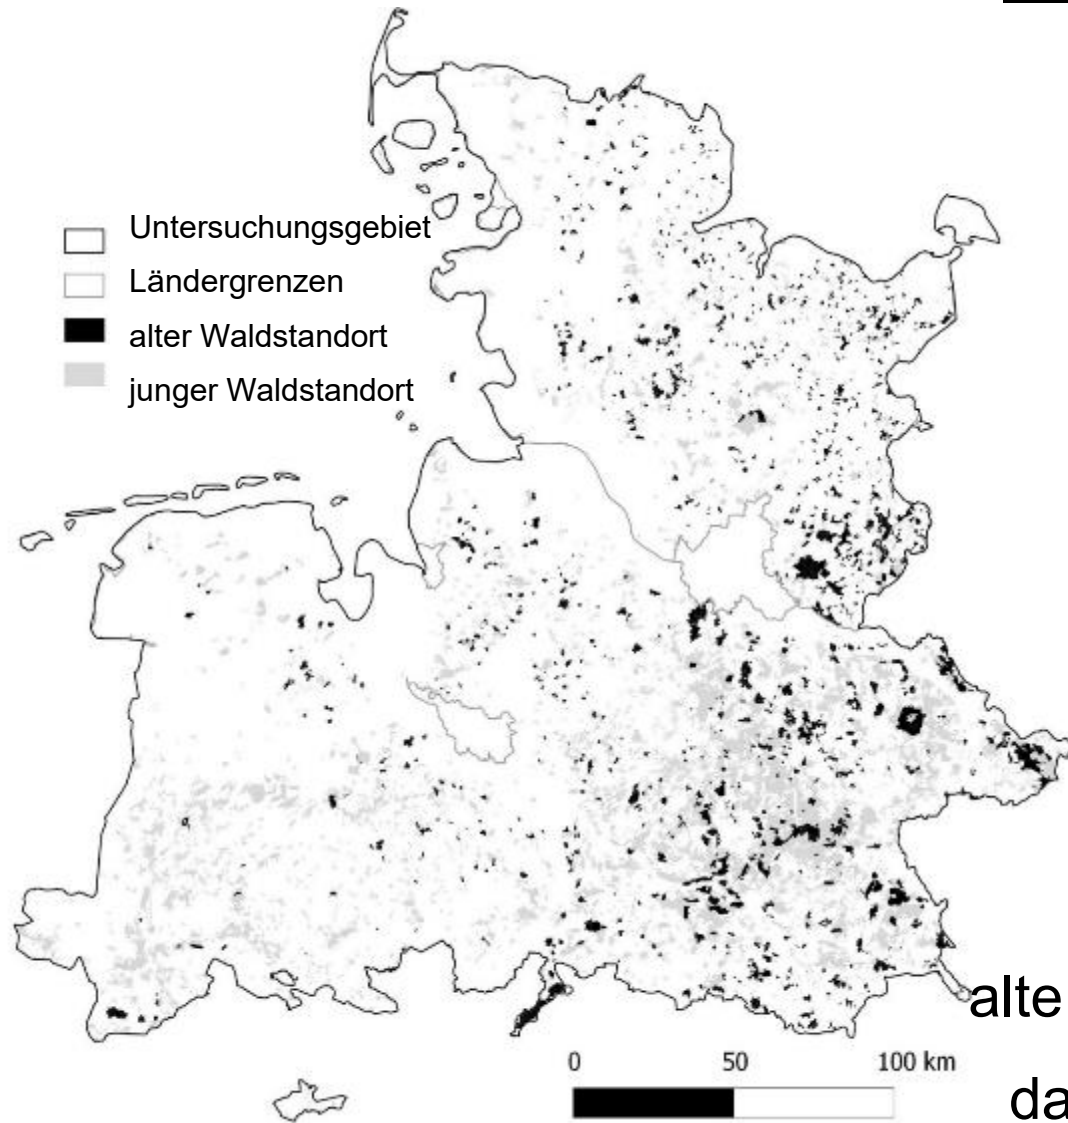 Untersuchungsgebiet
Ländergrenzen
alter Waldstandort
junger Waldstandort
alte
0 50 100 km
da